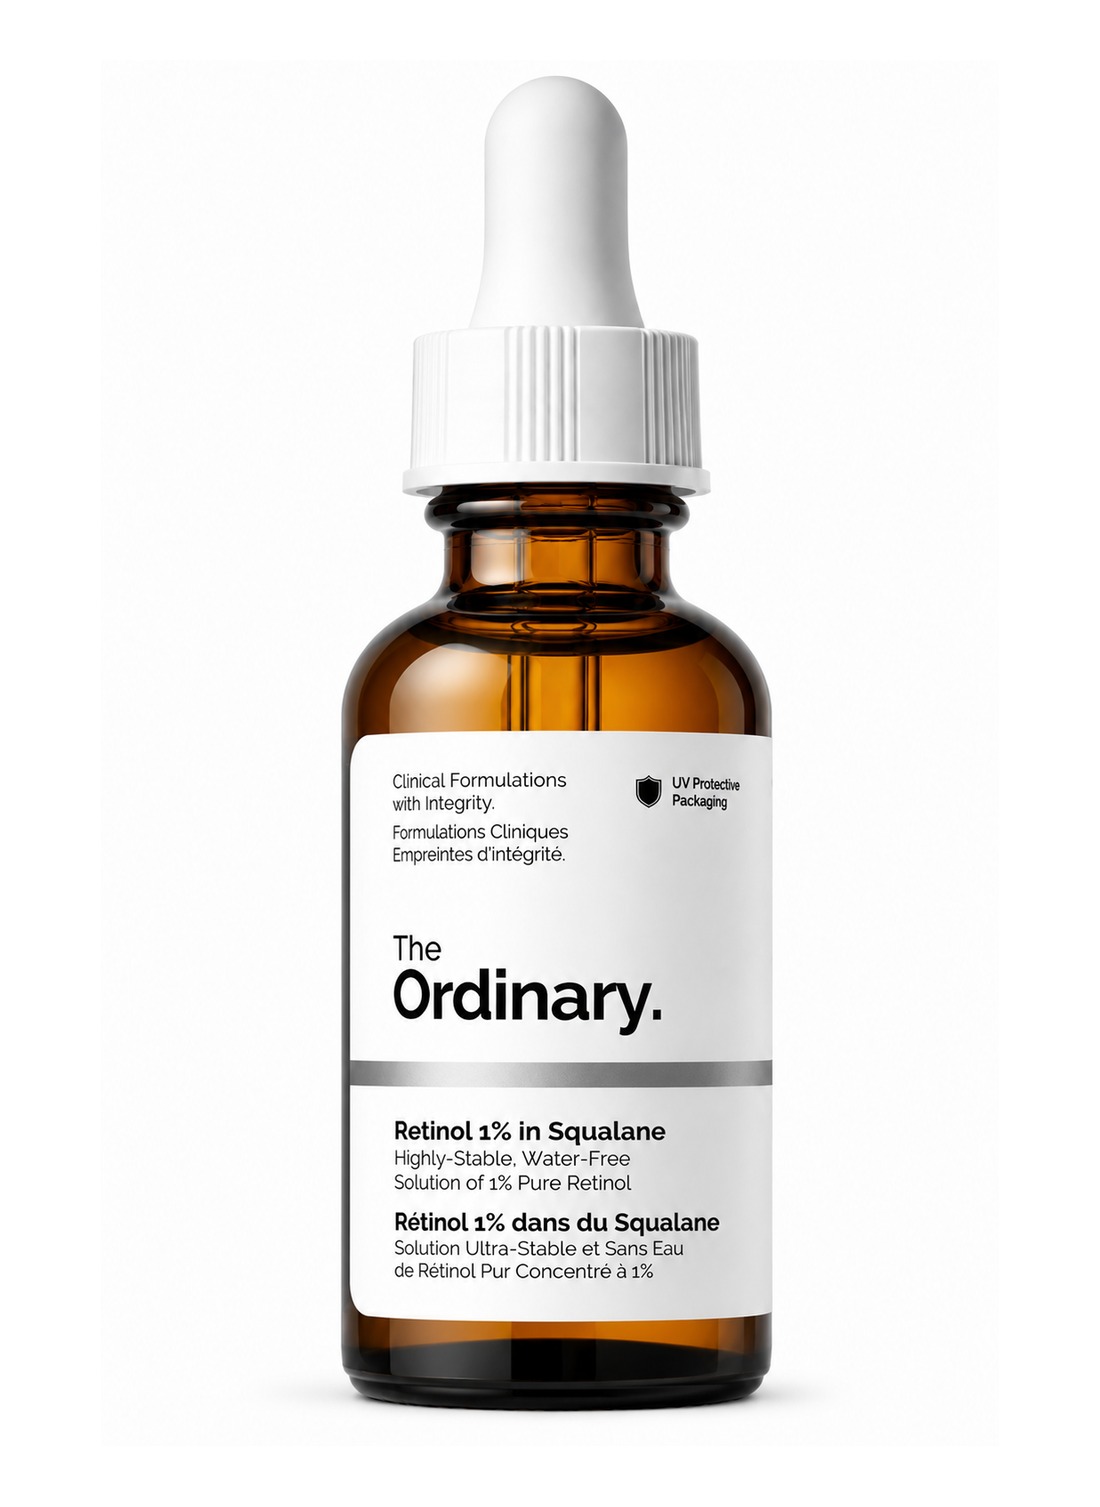 Clinical Formulations
with Integrity.
Formulations Cliniques
Empreintes d'intégrité.
UV Protective
Packaging
The
Ordinary.
Retinol 1% in Squalane
Highly-Stable, Water-Free
Solution of 1% Pure Retinol
Rétinol 1% dans du Squalane
Solution Ultra-Stable et Sans Eau
de Rétinol Pur Concentré à 1%